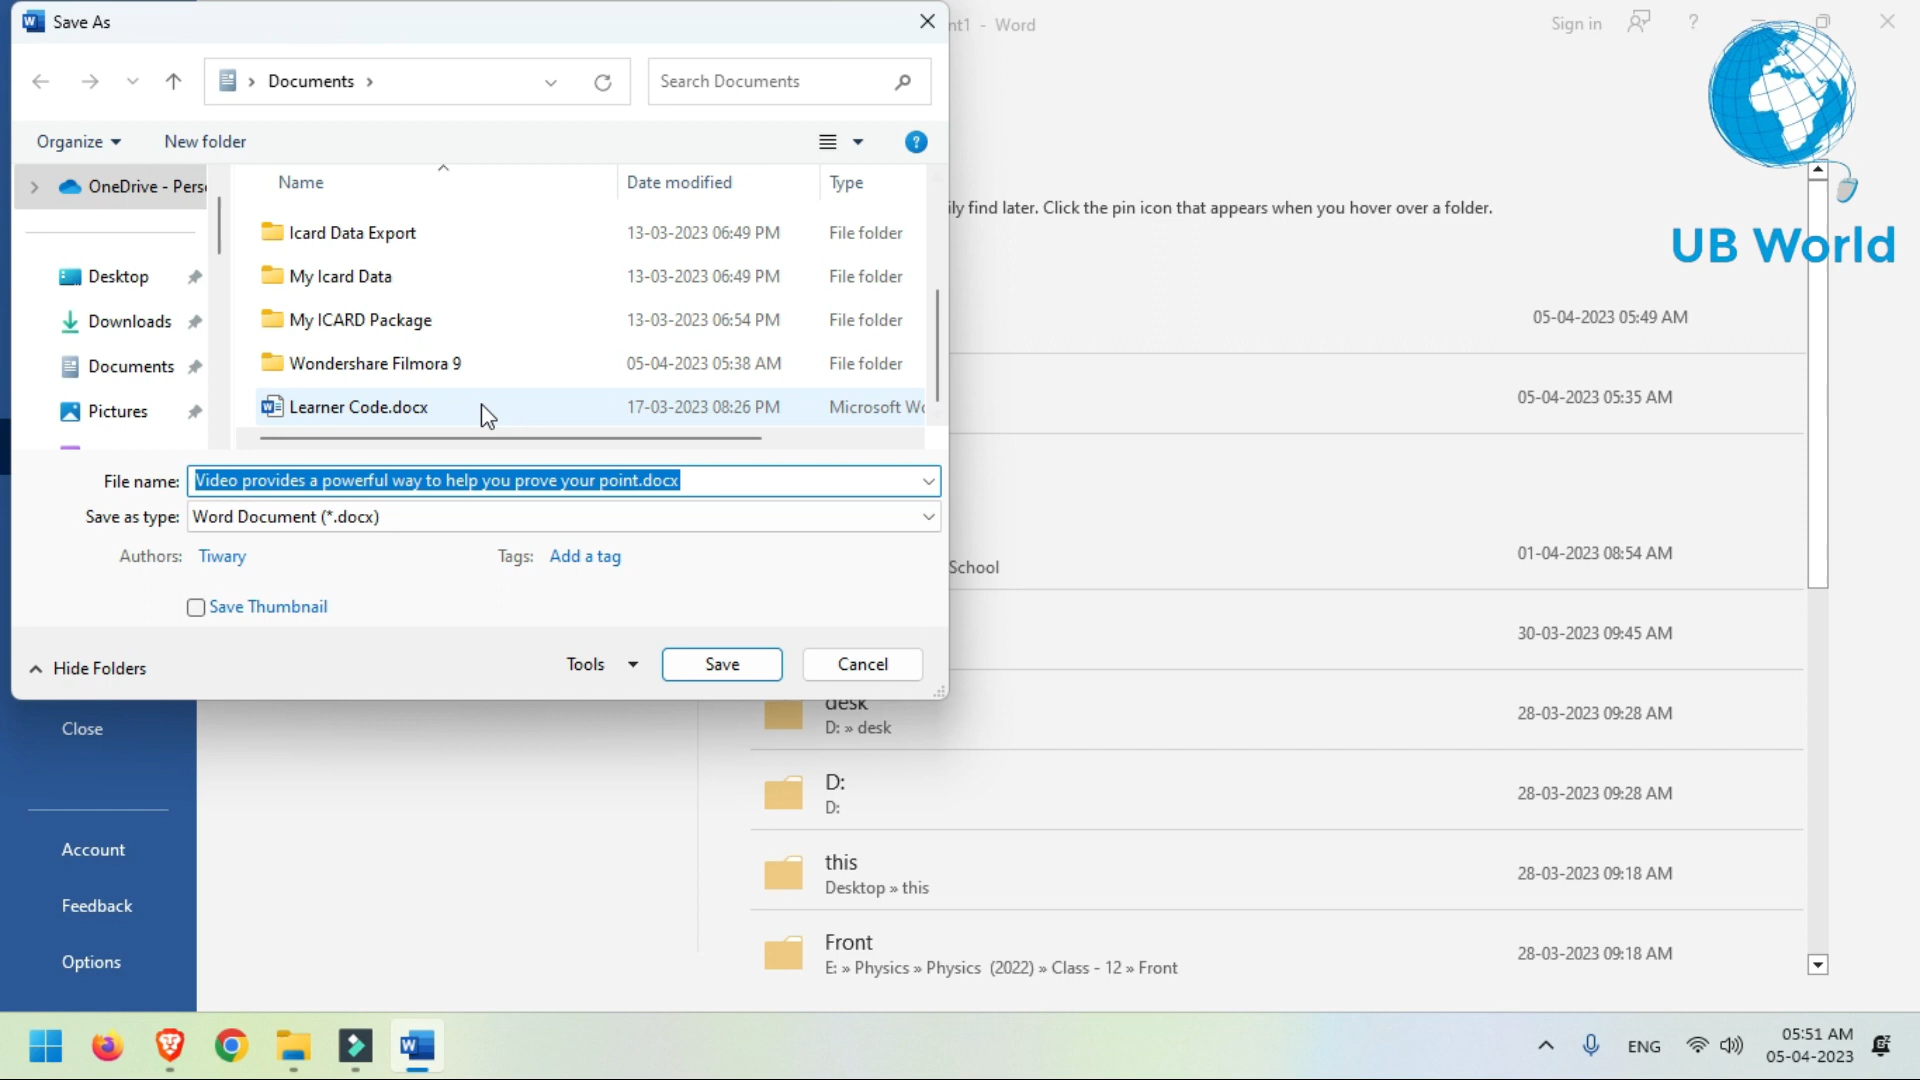 Save As
nt1 - Word
Sign in
?
Documents
Search Documents
Organize
New folder
?
OneDrive - Pers
Name
Date modified
Type
ily find later. Click the pin icon that appears when you hover over a folder.
UB World
Icard Data Export
13-03-2023 06:49 PM
File folder
Desktop
My Icard Data
13-03-2023 06:49 PM
File folder
Downloads
My ICARD Package
13-03-2023 06:54 PM
File folder
05-04-2023 05:49 AM
Documents
Wondershare Filmora 9
05-04-2023 05:38 AM
File folder
Pictures
Learner Code.docx
17-03-2023 08:26 PM
Microsoft Wo
05-04-2023 05:35 AM
File name:
Video provides a powerful way to help you prove your point.docx
Save as type:
Word Document (*.docx)
Authors:
Tiwary
Tags:
Add a tag
School
01-04-2023 08:54 AM
Save Thumbnail
30-03-2023 09:45 AM
Hide Folders
Tools
Save
Cancel
Close
desk
D: » desk
28-03-2023 09:28 AM
D:
D:
28-03-2023 09:28 AM
Account
this
Desktop » this
28-03-2023 09:18 AM
Feedback
Front
E: » Physics » Physics (2022) » Class - 12 » Front
28-03-2023 09:18 AM
Options
ENG
05:51 AM
05-04-2023